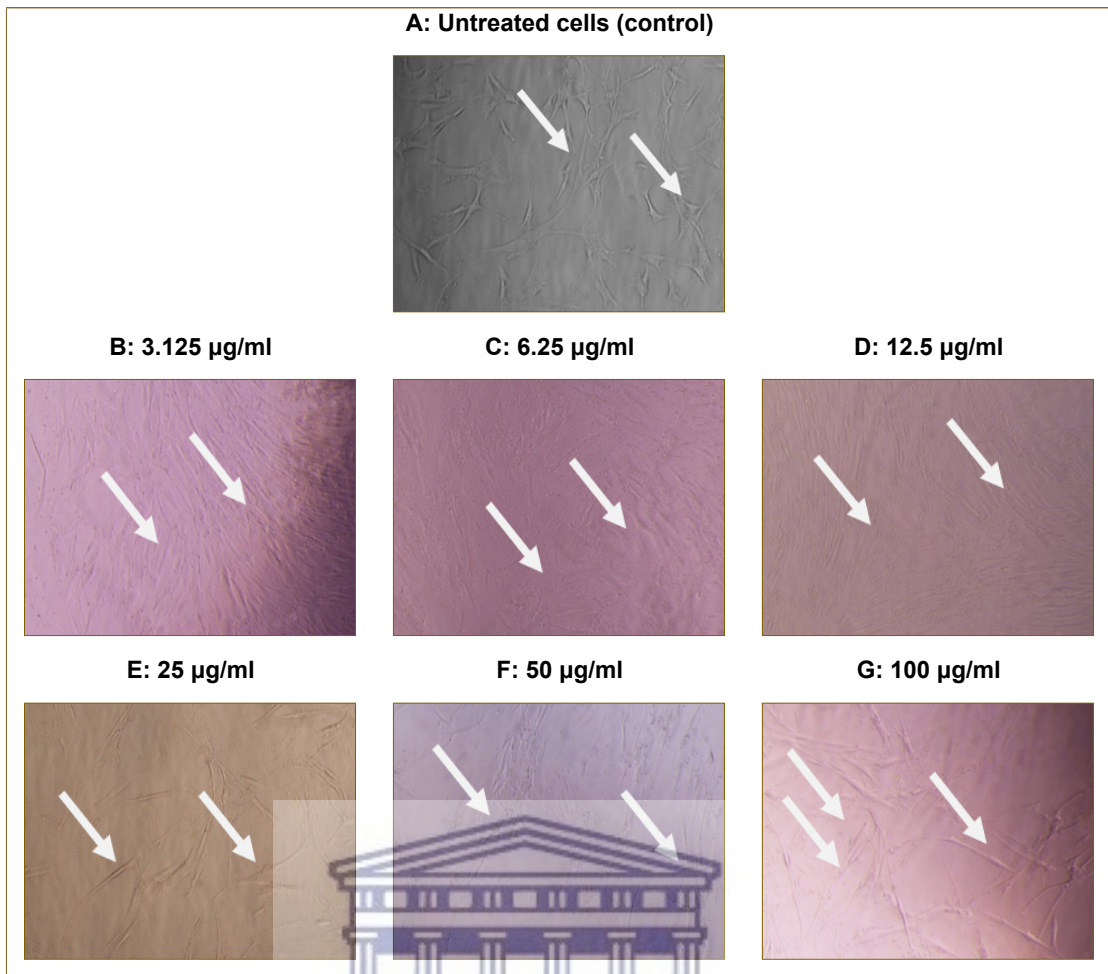 A: Untreated cells (control)
B: 3.125 µg/ml
C: 6.25 µg/ml
D: 12.5 µg/ml
E: 25 µg/ml
F: 50 µg/ml
G: 100 µg/ml